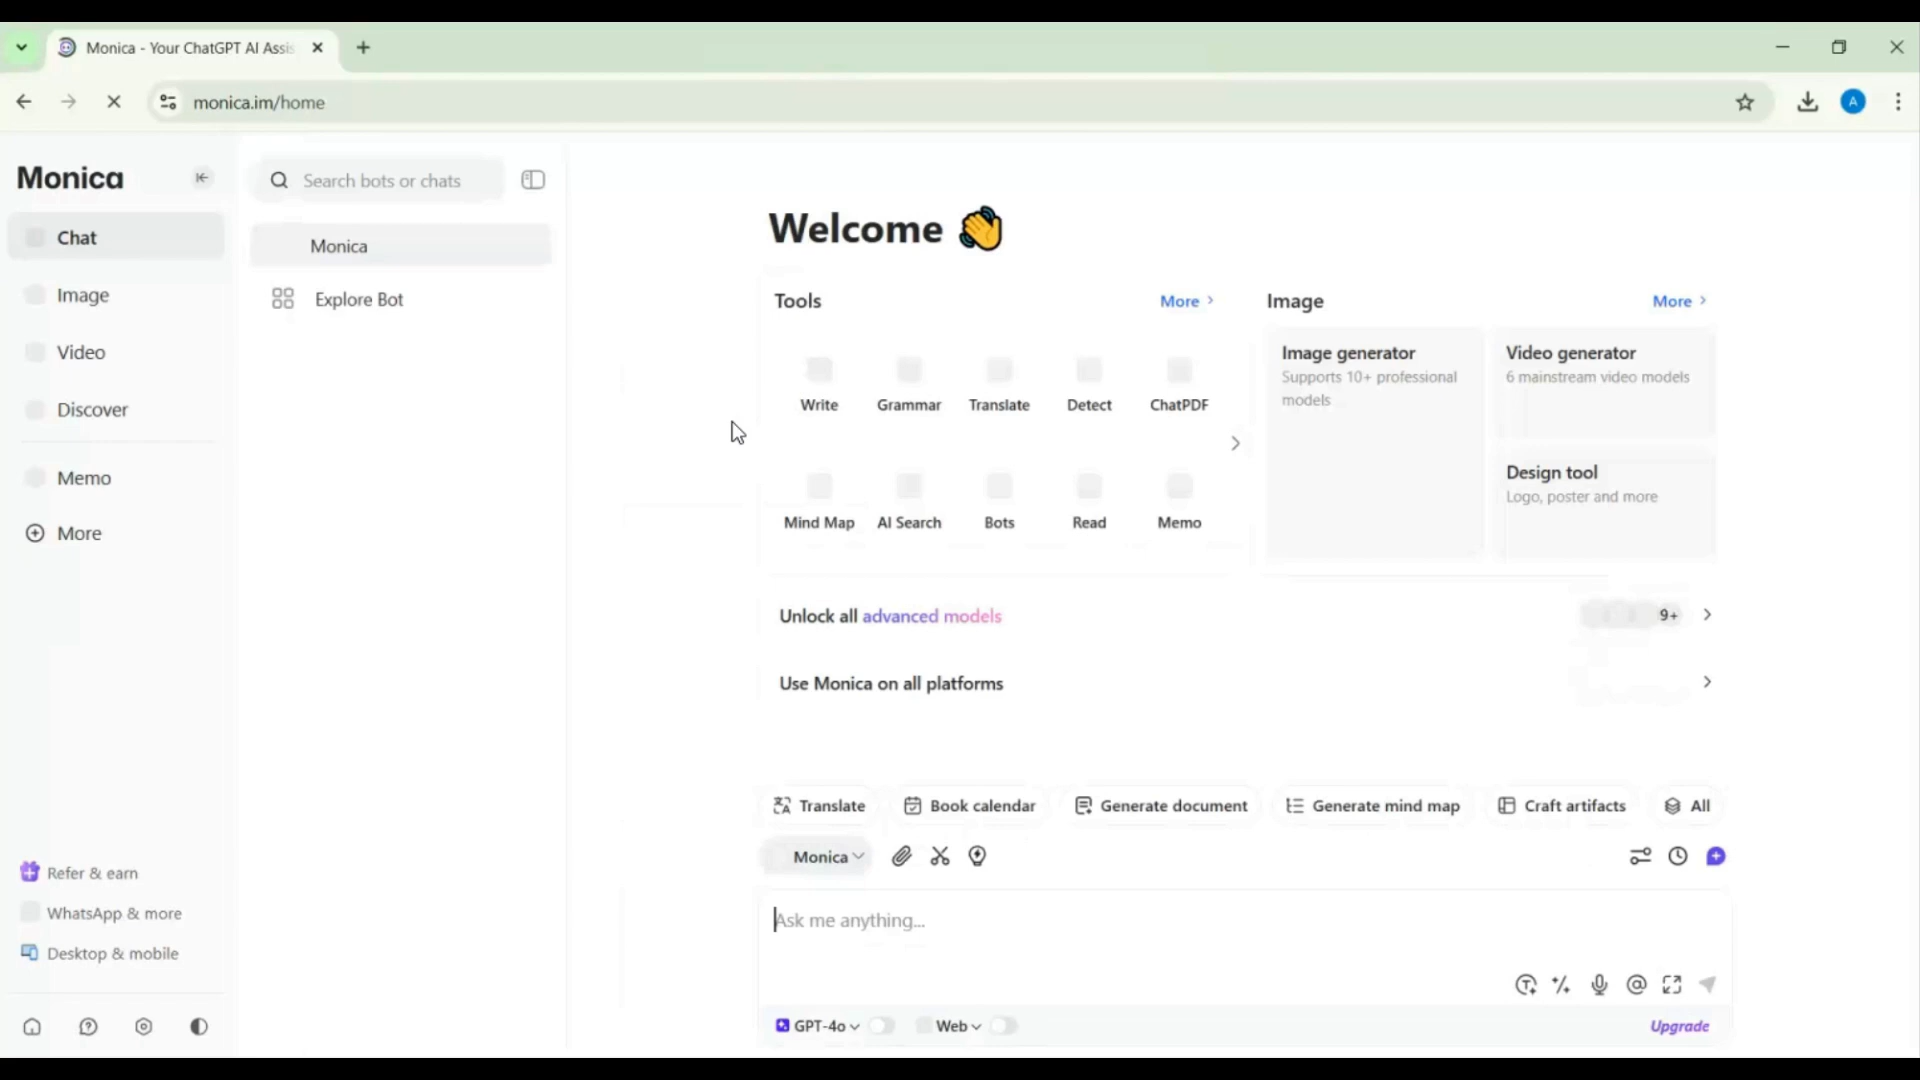 Monica - Your ChatGPT AI Assis
monica.im/home
A
Monica
Search bots or chats
Chat
Image
Video
Discover
Memo
More
Monica
Explore Bot
Welcome
Tools
More
Write
Grammar
Translate
Detect
ChatPDF
Mind Map
AI Search
Bots
Read
Memo
Image
More
Image generator
Supports 10+ professional
models
Video generator
6 mainstream video models
Design tool
Logo, poster and more
Unlock all advanced models
9+
Use Monica on all platforms
Translate
Book calendar
Generate document
Generate mind map
Craft artifacts
All
Monica
Ask me anything...
GPT-4o
Web
Upgrade
Refer & earn
WhatsApp & more
Desktop & mobile